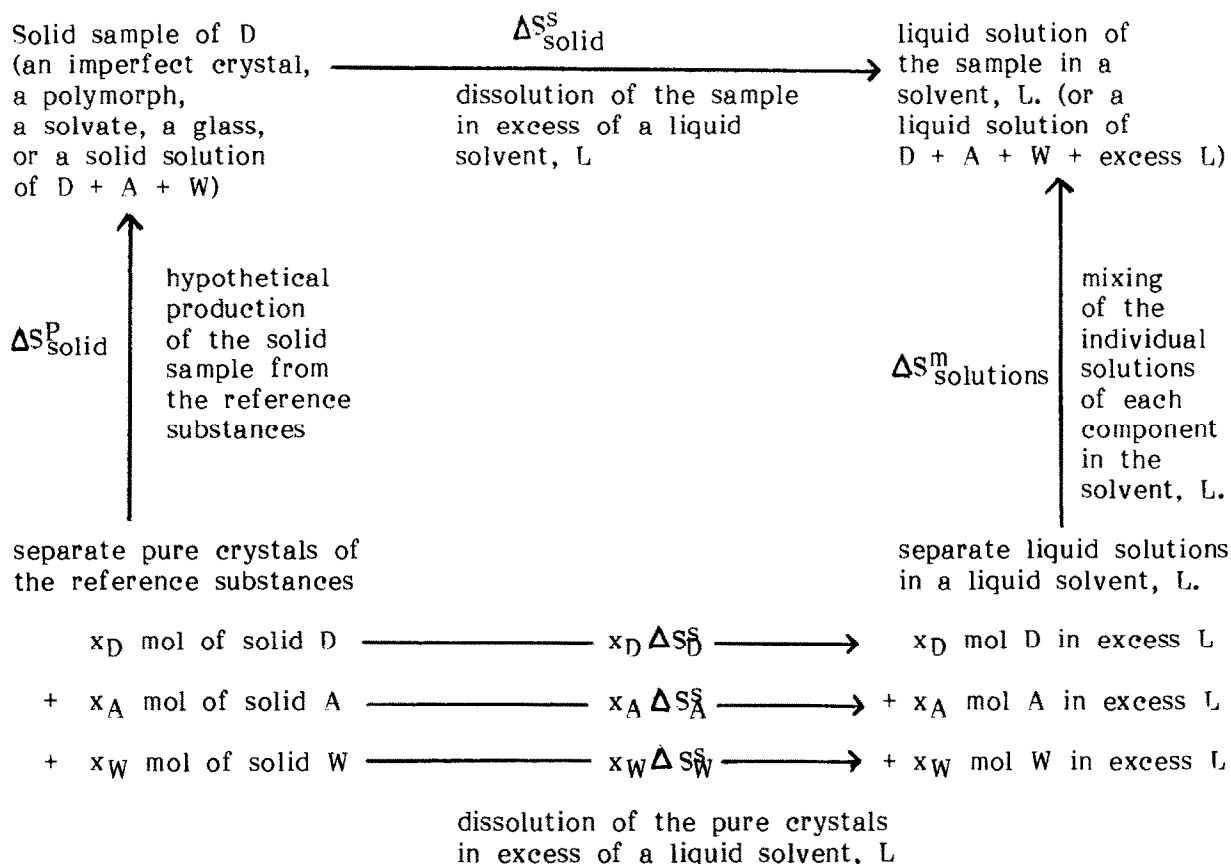 Solid sample of D
(an imperfect crystal,
a polymorph,
a solvate, a glass,
or a solid solution
of D + A + W)
ΔS^s_solid
dissolution of the sample
in excess of a liquid
solvent, L
liquid solution of
the sample in a
solvent, L. (or a
liquid solution of
D + A + W + excess L)
ΔS^P_solid
hypothetical
production
of the solid
sample from
the reference
substances
ΔS^m_solutions
mixing
of the
individual
solutions
of each
component
in the
solvent, L.
separate pure crystals of
the reference substances
separate liquid solutions
in a liquid solvent, L.
x_D mol of solid D x_D ΔS^s_D x_D mol D in excess L
+ x_A mol of solid A x_A ΔS^s_A + x_A mol A in excess L
+ x_W mol of solid W x_W ΔS^s_W + x_W mol W in excess L
dissolution of the pure crystals
in excess of a liquid solvent, L